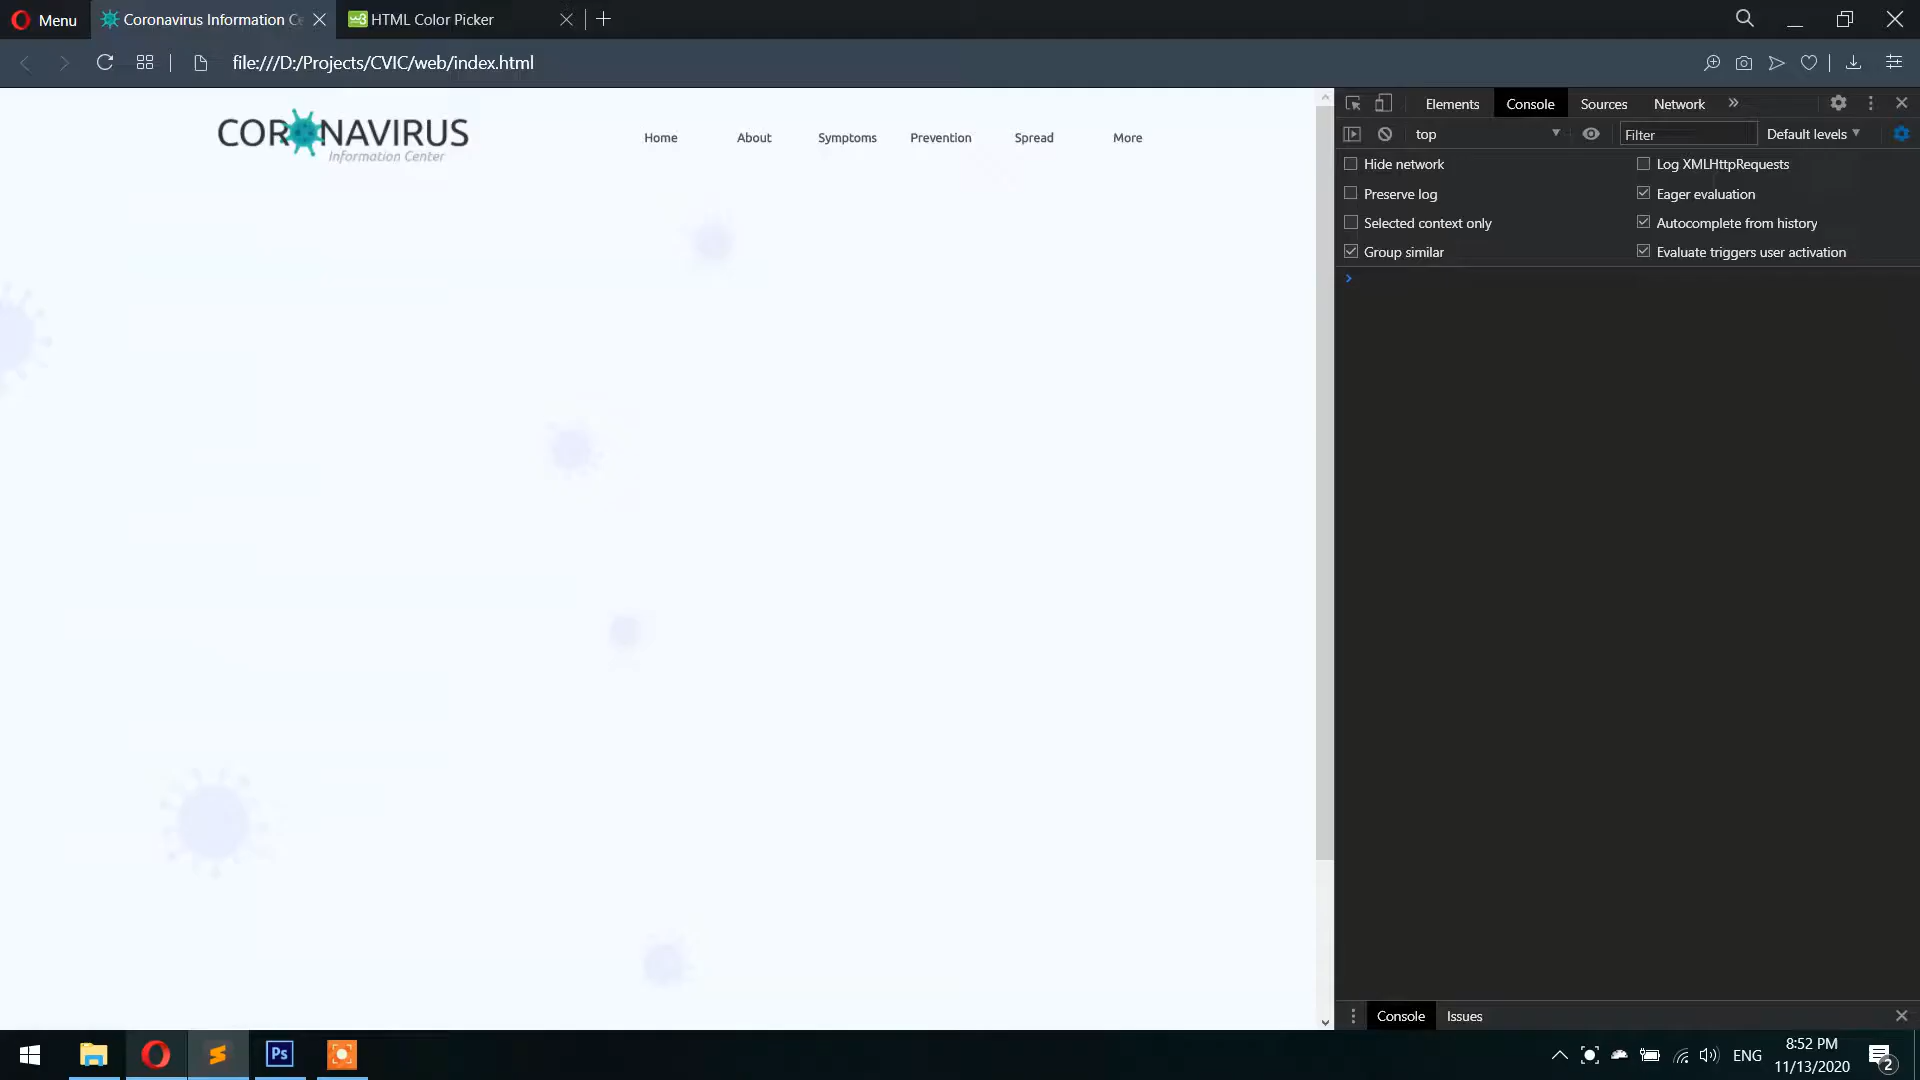 Menu
Coronavirus Information Ce
HTML Color Picker
file:///D:/Projects/CVIC/web/index.html
CORONAVIRUS
Information Center
Home
About
Symptoms
Prevention
Spread
More
Elements
Console
Sources
Network
top
Filter
Default levels
Hide network
Log XMLHttpRequests
Preserve log
Eager evaluation
Selected context only
Autocomplete from history
Group similar
Evaluate triggers user activation
Console
Issues
Ps
ENG
8:52 PM
11/13/2020
2